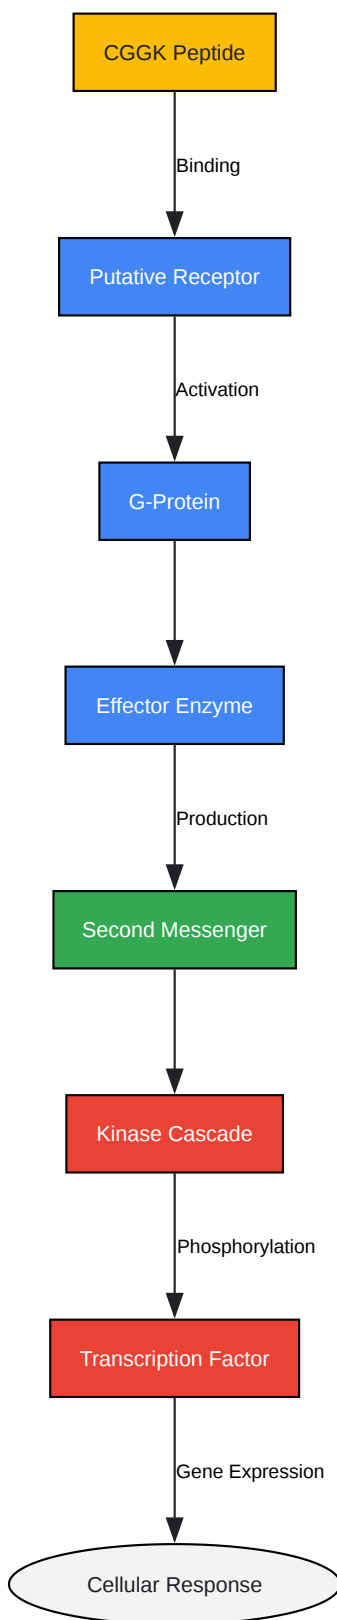 CGGK Peptide
Binding
Putative Receptor
Activation
G-Protein
Effector Enzyme
Production
Second Messenger
Kinase Cascade
Phosphorylation
Transcription Factor
Gene Expression
Cellular Response